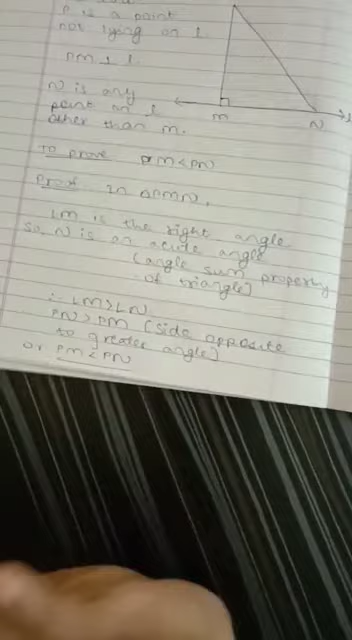 P is a point
not lying on l.
PM ⊥ l.
N is any
point on l
other than m.
M
N
To prove PM < PN
Proof In ΔPMN,
∠M is the right angle
So, N is an acute angle
(angle sum property
of triangle)
∴ ∠M > ∠N
PN > PM (side opposite
to greater angle)
or PM < PN